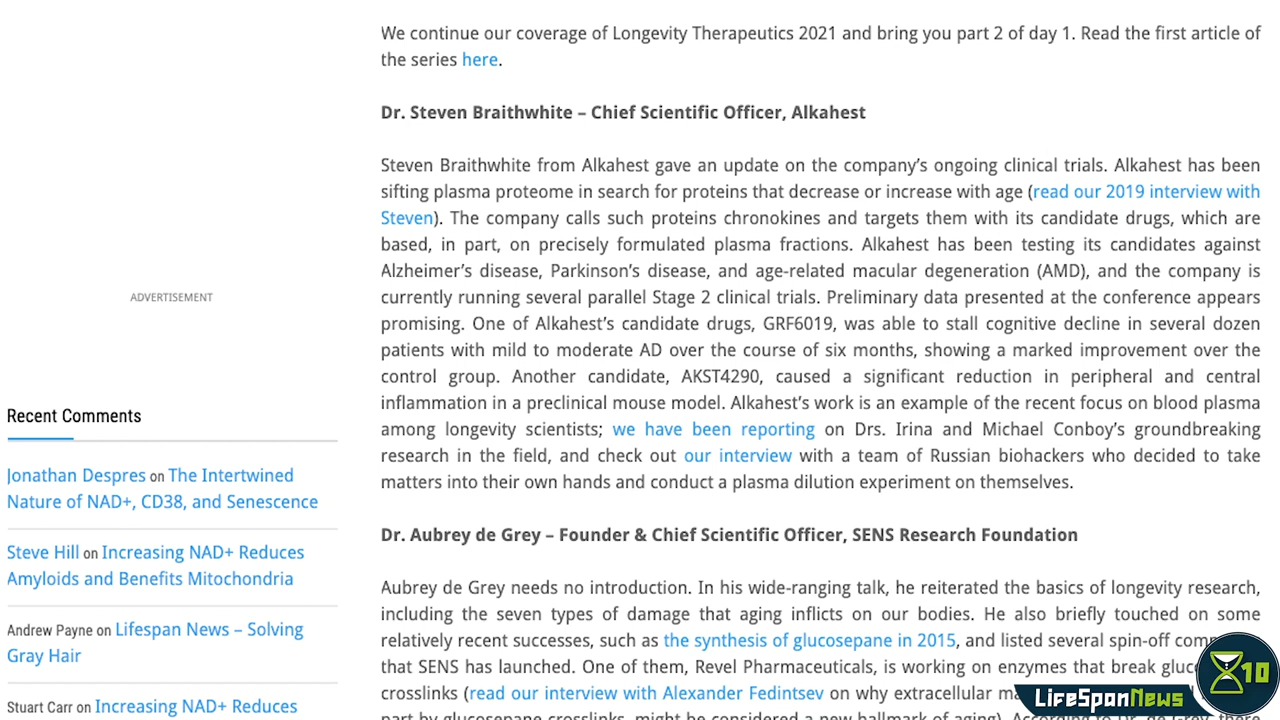 We continue our coverage of Longevity Therapeutics 2021 and bring you part 2 of day 1. Read the first article of
the series here.
Dr. Steven Braithwhite – Chief Scientific Officer, Alkahest
Steven Braithwhite from Alkahest gave an update on the company's ongoing clinical trials. Alkahest has been
sifting plasma proteome in search for proteins that decrease or increase with age (read our 2019 interview with
Steven). The company calls such proteins chronokines and targets them with its candidate drugs, which are
based, in part, on precisely formulated plasma fractions. Alkahest has been testing its candidates against
Alzheimer's disease, Parkinson's disease, and age-related macular degeneration (AMD), and the company is
currently running several parallel Stage 2 clinical trials. Preliminary data presented at the conference appears
promising. One of Alkahest's candidate drugs, GRF6019, was able to stall cognitive decline in several dozen
patients with mild to moderate AD over the course of six months, showing a marked improvement over the
control group. Another candidate, AKST4290, caused a significant reduction in peripheral and central
inflammation in a preclinical mouse model. Alkahest's work is an example of the recent focus on blood plasma
among longevity scientists; we have been reporting on Drs. Irina and Michael Conboy's groundbreaking
research in the field, and check out our interview with a team of Russian biohackers who decided to take
matters into their own hands and conduct a plasma dilution experiment on themselves.
Dr. Aubrey de Grey – Founder & Chief Scientific Officer, SENS Research Foundation
Aubrey de Grey needs no introduction. In his wide-ranging talk, he reiterated the basics of longevity research,
including the seven types of damage that aging inflicts on our bodies. He also briefly touched on some
relatively recent successes, such as the synthesis of glucosepane in 2015, and listed several spin-off
that SENS has launched. One of them, Revel Pharmaceuticals, is working on enzymes that break
crosslinks (read our interview with Alexander Fedintsev on why extracellular
part by glucosepane crosslinks, might be considered a new hallmark of aging). According to
ADVERTISEMENT
Recent Comments
Jonathan Despres on The Intertwined
Nature of NAD+, CD38, and Senescence
Steve Hill on Increasing NAD+ Reduces
Amyloids and Benefits Mitochondria
Andrew Payne on Lifespan News – Solving
Gray Hair
Stuart Carr on Increasing NAD+ Reduces
LifeSpanNews
10